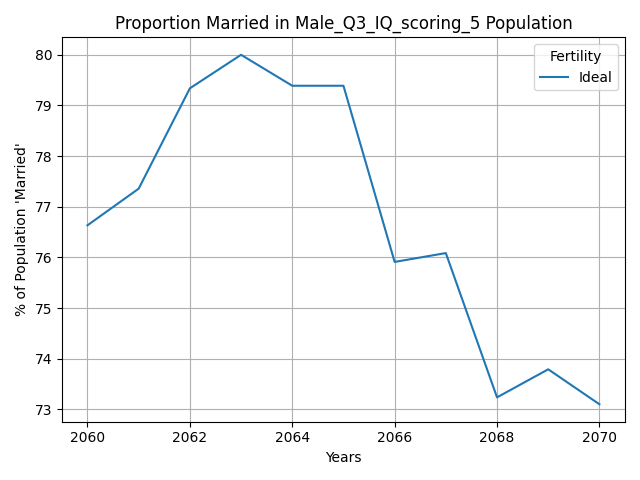 Proportion Married in Male_Q3_IQ_scoring_5 Population
Fertility
Ideal
% of Population 'Married'
80
79
78
77
76
75
74
73
2060
2062
2064
2066
2068
2070
Years